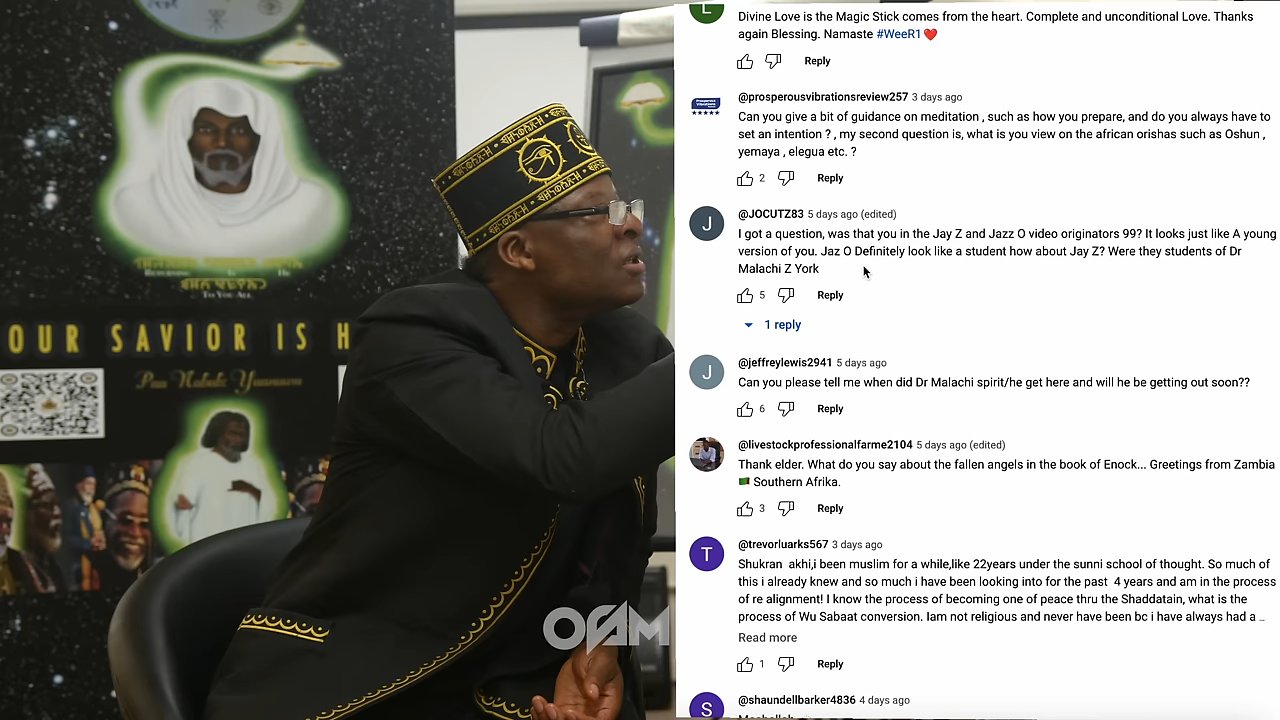 TO YOU ALL
OUR SAVIOR IS H
Paa Nabab Yaanuwn
OGAM
Divine Love is the Magic Stick comes from the heart. Complete and unconditional Love. Thanks
again Blessing. Namaste #WeeR1❤️
Reply
@prosperousvibrationsreview257 3 days ago
Can you give a bit of guidance on meditation , such as how you prepare, and do you always have to
set an intention ? , my second question is, what is you view on the african orishas such as Oshun ,
yemaya , elegua etc. ?
2 Reply
J
@JOCUTZ83 5 days ago (edited)
I got a question, was that you in the Jay Z and Jazz O video originators 99? It looks just like A young
version of you. Jaz O Definitely look like a student how about Jay Z? Were they students of Dr
Malachi Z York
5 Reply
1 reply
J
@jeffreylewis2941 5 days ago
Can you please tell me when did Dr Malachi spirit/he get here and will he be getting out soon??
6 Reply
@livestockprofessionalfarme2104 5 days ago (edited)
Thank elder. What do you say about the fallen angels in the book of Enock... Greetings from Zambia
🇿🇲 Southern Afrika.
3 Reply
T
@trevorluarks567 3 days ago
Shukran akhi,i been muslim for a while,like 22years under the sunni school of thought. So much of
this i already knew and so much i have been looking into for the past 4 years and am in the process
of re alignment! I know the process of becoming one of peace thru the Shaddatain, what is the
process of Wu Sabaat conversion. Iam not religious and never have been bc i have always had a …
Read more
1 Reply
S
@shaundellbarker4836 4 days ago